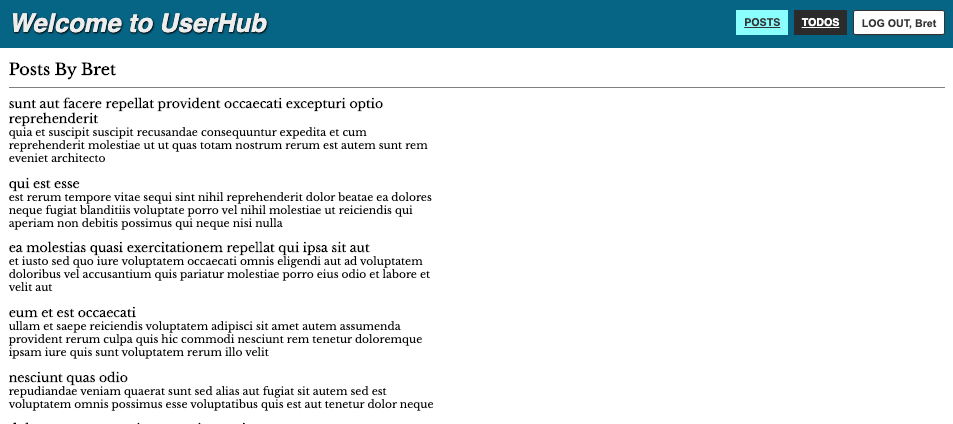 Welcome to UserHub
POSTS
TODOS
LOG OUT, Bret
Posts By Bret
sunt aut facere repellat provident occaecati excepturi optio
reprehenderit
quia et suscipit suscipit recusandae consequuntur expedita et cum
reprehenderit molestiae ut ut quas totam nostrum rerum est autem sunt rem
eveniet architecto
qui est esse
est rerum tempore vitae sequi sint nihil reprehenderit dolor beatae ea dolores
neque fugiat blanditiis voluptate porro vel nihil molestiae ut reiciendis qui
aperiam non debitis possimus qui neque nisi nulla
ea molestias quasi exercitationem repellat qui ipsa sit aut
et iusto sed quo iure voluptatem occaecati omnis eligendi aut ad voluptatem
doloribus vel accusantium quis pariatur molestiae porro eius odio et labore et
velit aut
eum et est occaecati
ullam et saepe reiciendis voluptatem adipisci sit amet autem assumenda
provident rerum culpa quis hic commodi nesciunt rem tenetur doloremque
ipsam iure quis sunt voluptatem rerum illo velit
nesciunt quas odio
repudiandae veniam quaerat sunt sed alias aut fugiat sit autem sed est
voluptatem omnis possimus esse voluptatibus quis est aut tenetur dolor neque